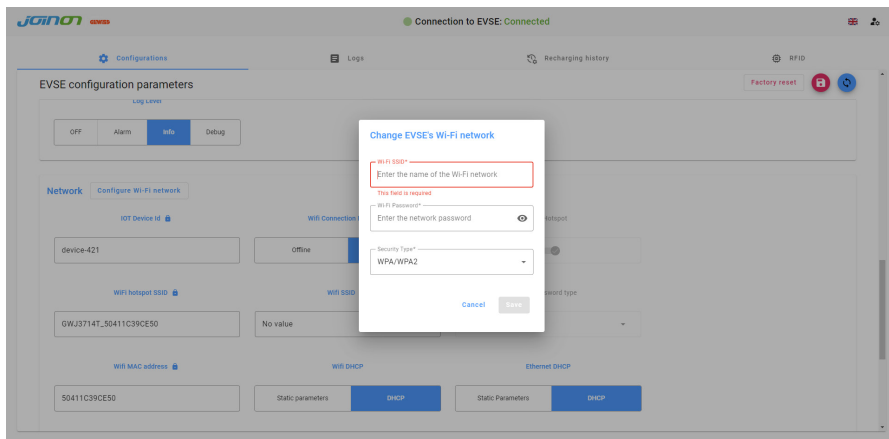 JOINON GEWISS
Connection to EVSE: Connected
Configurations
Logs
Recharging history
RFID
EVSE configuration parameters
Factory reset
Log Level
OFF
Alarm
Info
Debug
Change EVSE's Wi-Fi network
Wi-Fi SSID*
Enter the name of the Wi-Fi network
This field is required
Wi-Fi Password*
Enter the network password
Security Type*
WPA/WPA2
Cancel
Save
Network
Configure Wi-Fi network
IOT Device Id
Wifi Connection
device-421
Offline
WiFi hotspot SSID
Wifi SSID
GWJ3714T_50411C39CE50
No value
Wifi MAC address
Wifi DHCP
Ethernet DHCP
50411C39CE50
Static parameters
DHCP
Static Parameters
DHCP